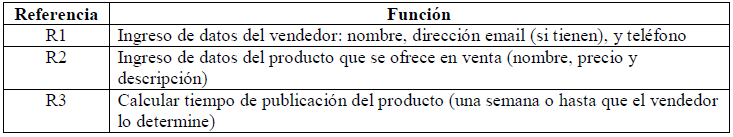 Referencia Función
R1 Ingreso de datos del vendedor: nombre, dirección email (si tienen), y teléfono
R2 Ingreso de datos del producto que se ofrece en venta (nombre, precio y
descripción)
R3 Calcular tiempo de publicación del producto (una semana o hasta que el vendedor
lo determine)